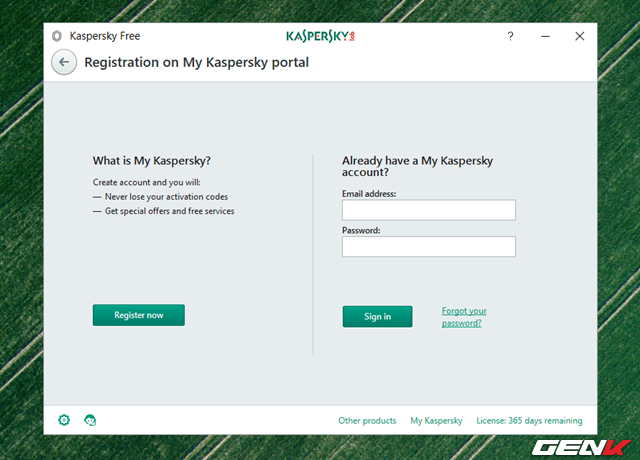 Kaspersky Free
KASPERSKY lab
?
Registration on My Kaspersky portal
What is My Kaspersky?
Create account and you will:
— Never lose your activation codes
— Get special offers and free services
Register now
Already have a My Kaspersky
account?
Email address:
Password:
Sign in
Forgot your
password?
Other products
My Kaspersky
License: 365 days remaining
GENK